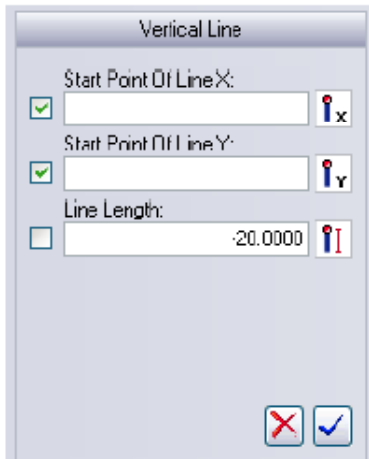 Vertical Line
Start Point Of Line X:
X
Start Point Of Line Y:
Y
Line Length:
-20.0000